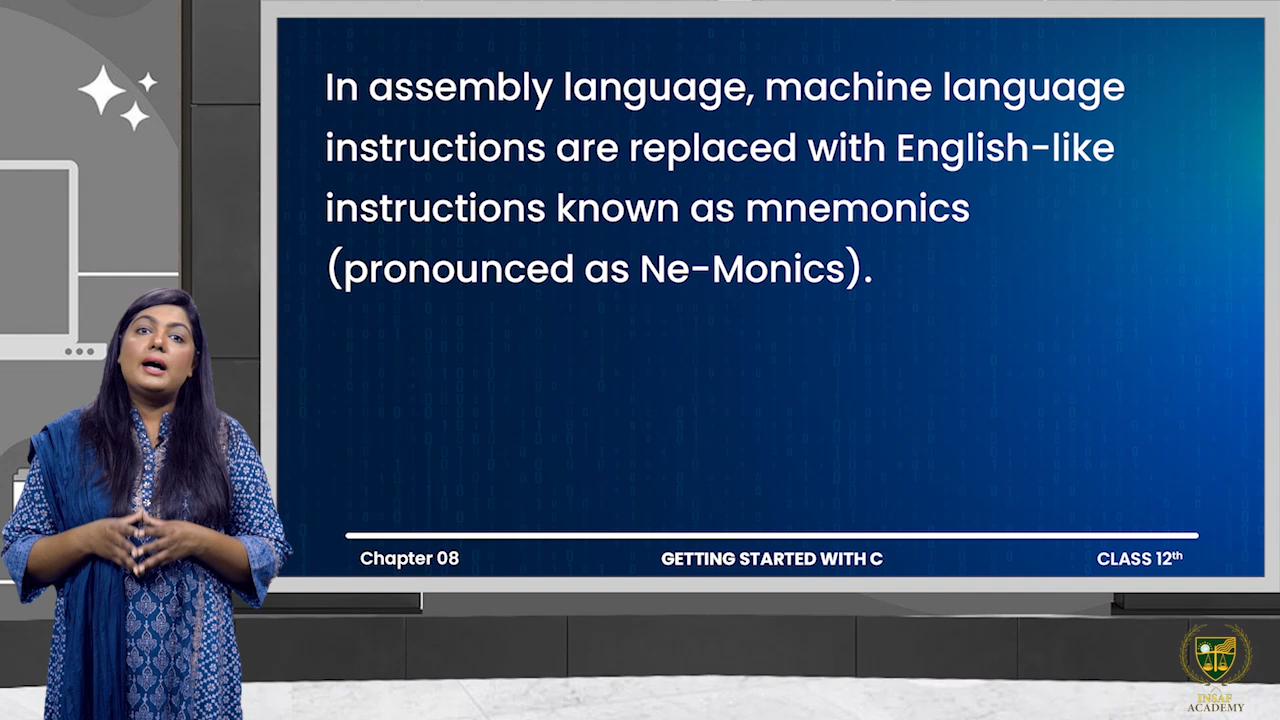 In assembly language, machine language
instructions are replaced with English-like
instructions known as mnemonics
(pronounced as Ne-Monics).
Chapter 08
GETTING STARTED WITH C
CLASS 12th
INSAF
ACADEMY